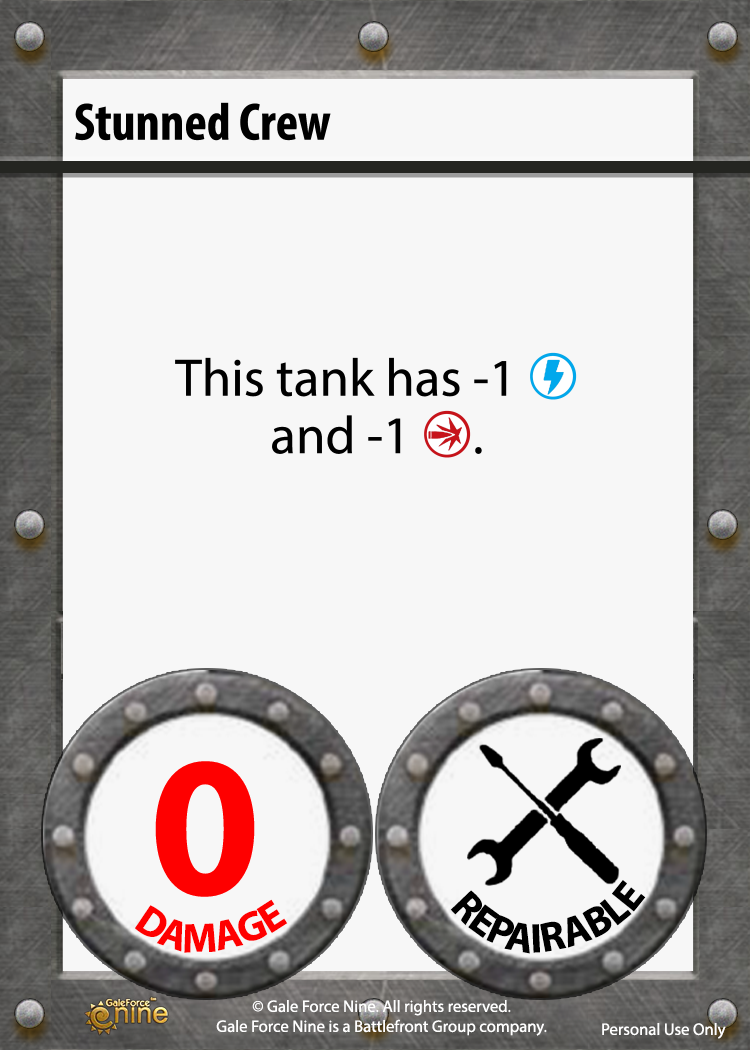 Stunned Crew
This tank has -1
and -1 .
0
DAMAGE
REPAIRABLE
GaleForce™
nine
© Gale Force Nine. All rights reserved.
Gale Force Nine is a Battlefront Group company.
Personal Use Only